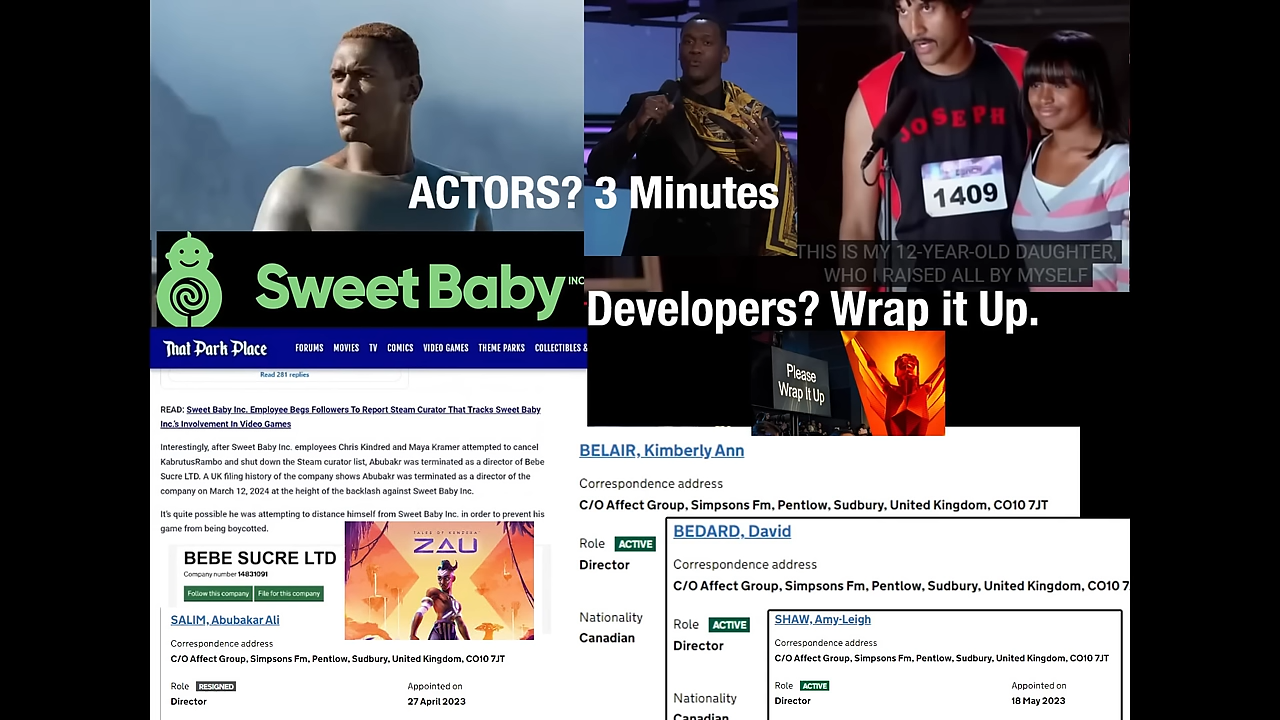 JOSEPH
1409
ACTORS? 3 Minutes
THIS IS MY 12-YEAR-OLD DAUGHTER,
WHO I RAISED ALL BY MYSELF
Sweet Baby INC
Developers? Wrap it Up.
That Park Place
FORUMS MOVIES TV COMICS VIDEO GAMES THEME PARKS COLLECTIBLES &
Please
Wrap It Up
Read 281 replies
READ: Sweet Baby Inc. Employee Begs Followers To Report Steam Curator That Tracks Sweet Baby
Inc.'s Involvement In Video Games
Interestingly, after Sweet Baby Inc. employees Chris Kindred and Maya Kramer attempted to cancel
KabrutusRambo and shut down the Steam curator list, Abubakr was terminated as a director of Bebe
Sucre LTD. A UK filing history of the company shows Abubakr was terminated as a director of the
company on March 12, 2024 at the height of the backlash against Sweet Baby Inc.
It's quite possible he was attempting to distance himself from Sweet Baby Inc. in order to prevent his
game from being boycotted.
TALES OF KENZERA
ZAU
BEBE SUCRE LTD
Company number 14831091
Follow this company File for this company
SALIM, Abubakar Ali
Correspondence address
C/O Affect Group, Simpsons Fm, Pentlow, Sudbury, United Kingdom, CO10 7JT
Role RESIGNED
Director
Appointed on
27 April 2023
BELAIR, Kimberly Ann
Correspondence address
C/O Affect Group, Simpsons Fm, Pentlow, Sudbury, United Kingdom, CO10 7JT
Role ACTIVE
Director
Nationality
Canadian
BEDARD, David
Correspondence address
C/O Affect Group, Simpsons Fm, Pentlow, Sudbury, United Kingdom, CO10 7
Role ACTIVE
Director
Nationality
Canadian
SHAW, Amy-Leigh
Correspondence address
C/O Affect Group, Simpsons Fm, Pentlow, Sudbury, United Kingdom, CO10 7JT
Role ACTIVE
Director
Appointed on
18 May 2023